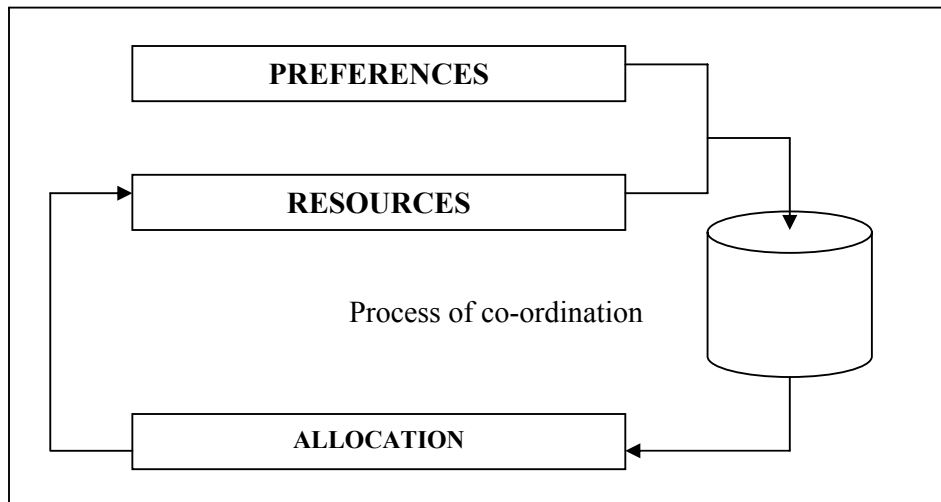 PREFERENCES
RESOURCES
Process of co-ordination
ALLOCATION